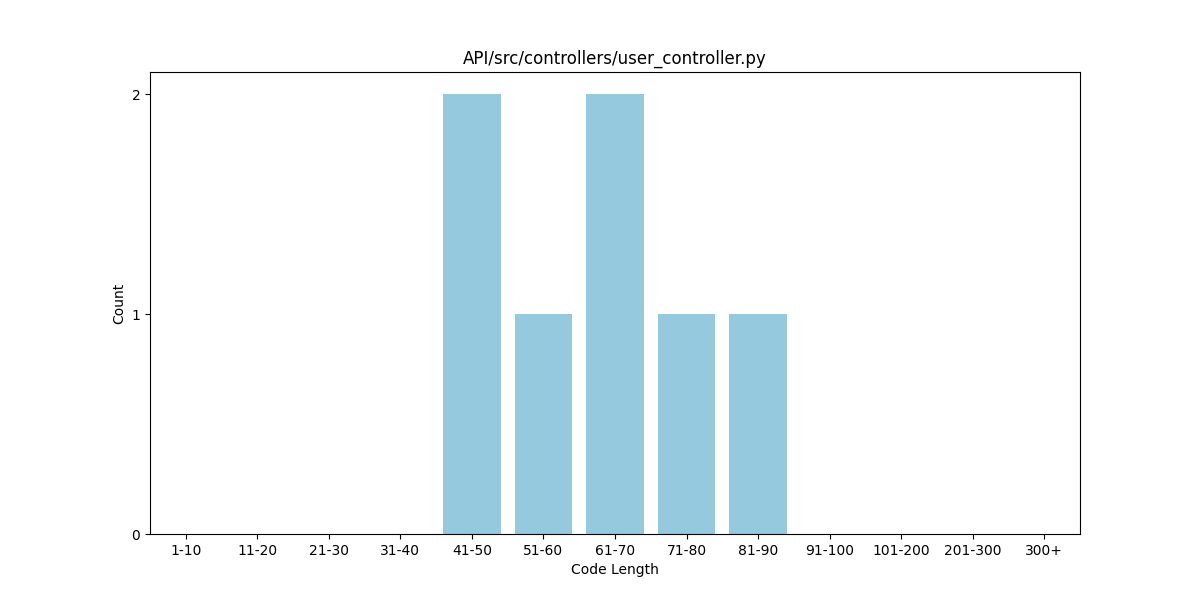 API/src/controllers/user_controller.py
2
1
0
Count
1-10 11-20 21-30 31-40 41-50 51-60 61-70 71-80 81-90 91-100 101-200 201-300 300+
Code Length